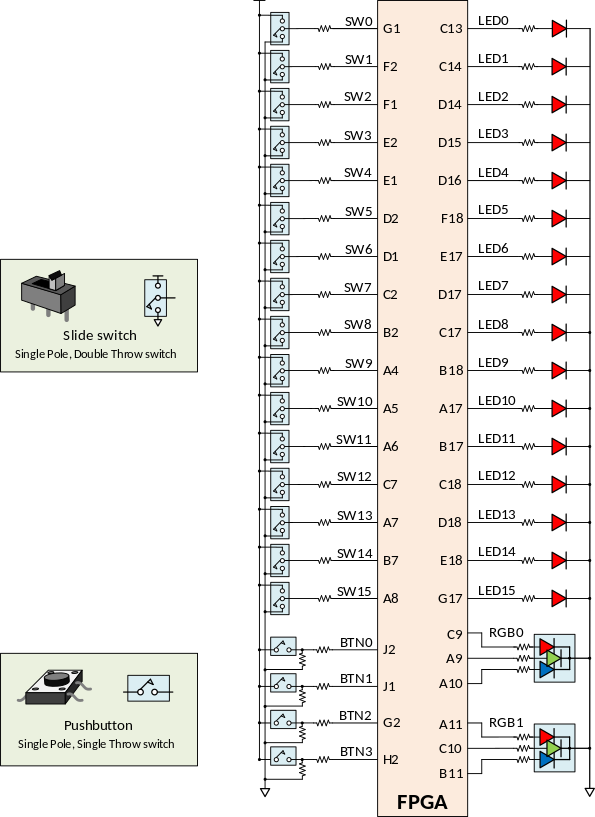 SW0 G1 C13 LED0
SW1 F2 C14 LED1
SW2 F1 D14 LED2
SW3 E2 D15 LED3
SW4 E1 D16 LED4
SW5 D2 F18 LED5
SW6 D1 E17 LED6
SW7 C2 D17 LED7
Slide switch
Single Pole, Double Throw switch
SW8 B2 C17 LED8
SW9 A4 B18 LED9
SW10 A5 A17 LED10
SW11 A6 B17 LED11
SW12 C7 C18 LED12
SW13 A7 D18 LED13
SW14 B7 E18 LED14
SW15 A8 G17 LED15
C9 RGB0
BTN0 J2 A9
BTN1 J1 A10
Pushbutton
Single Pole, Single Throw switch
BTN2 G2 A11 RGB1
C10
BTN3 H2 B11
FPGA